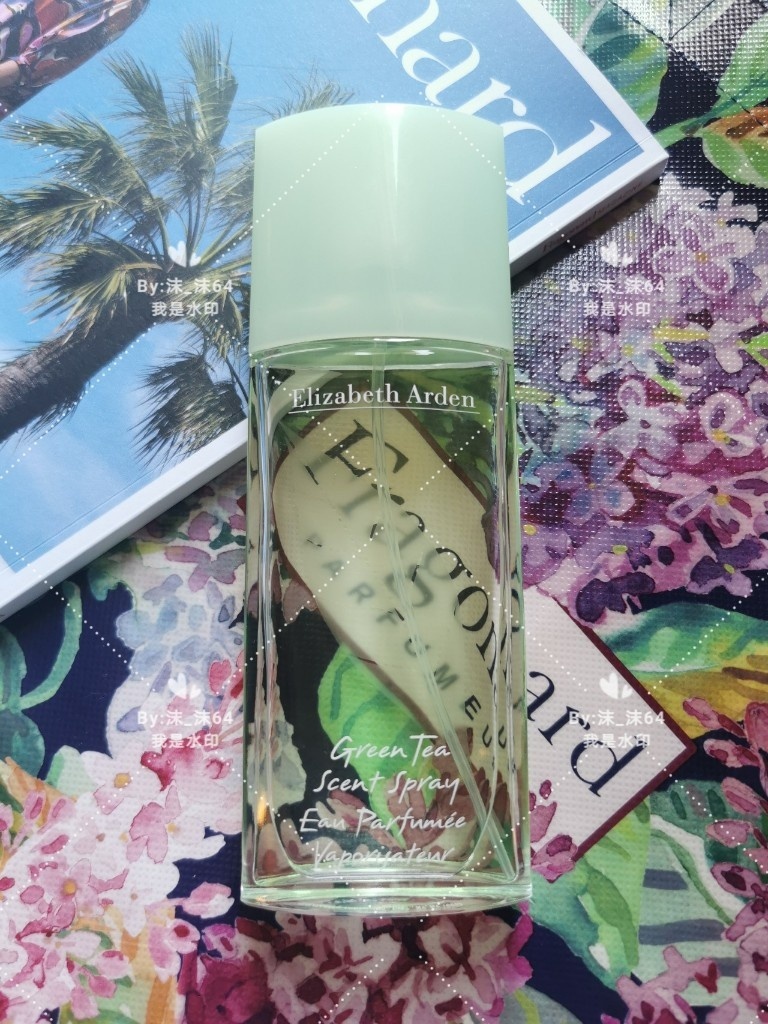 nard
By:沫_沫64
我是水印
By:沫_沫64
我是水印
Elizabeth Arden
Fragonard
PARFUMEUR
By:沫_沫64
我是水印
By:沫_沫64
我是水印
Green Tea
Scent Spray
Eau Parfumée
Vaporisateur